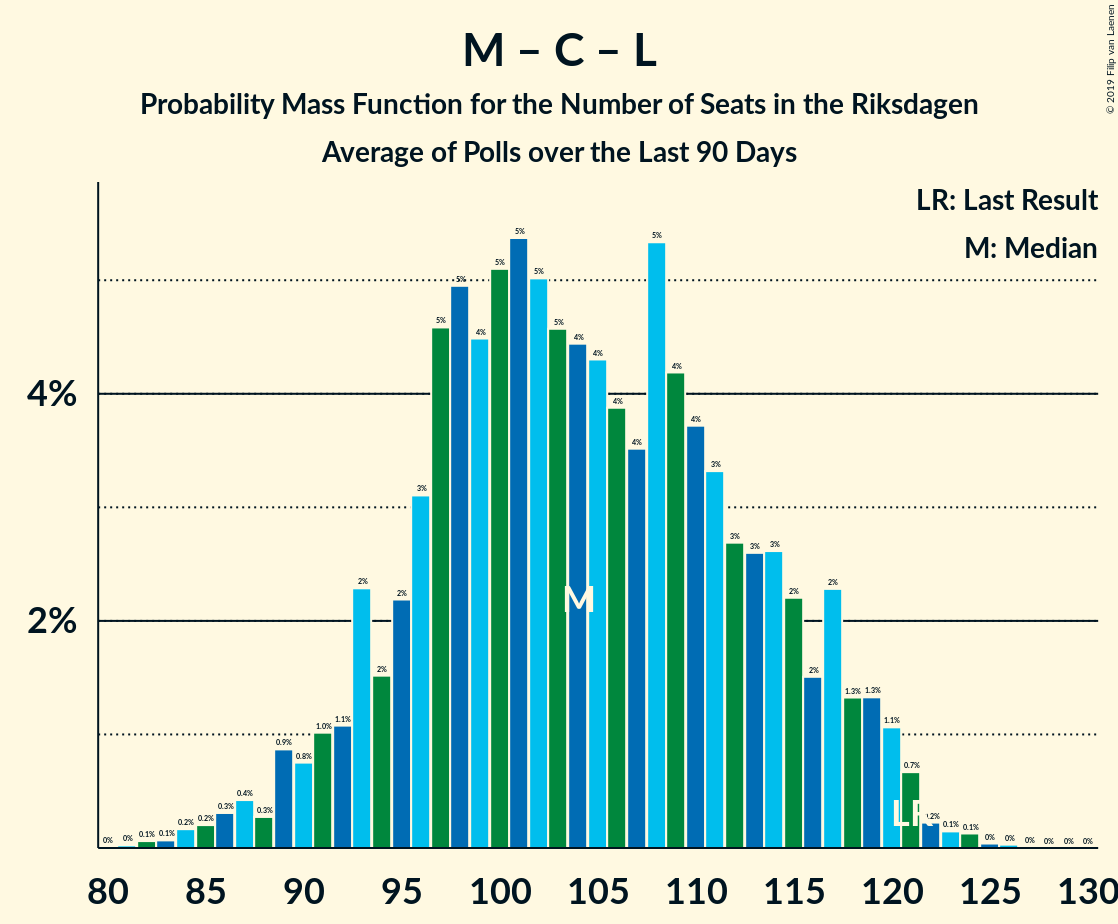 M – C – L
Probability Mass Function for the Number of Seats in the Riksdagen
Average of Polls over the Last 90 Days
© 2019 Filip van Laenen
LR: Last Result
M: Median
4%
2%
0% 0% 0.1% 0.1% 0.2% 0.2% 0.3% 0.4% 0.3% 0.9% 0.8% 1.0% 1.1% 2% 2% 2% 3% 5% 5% 4% 5% 5% 5% 5% 4% 4% 4% 4% 5% 4% 4% 3% 3% 3% 3% 2% 2% 2% 1.3% 1.3% 1.1% 0.7% 0.2% 0.1% 0.1% 0% 0% 0% 0% 0% 0%
M
LR
80 85 90 95 100 105 110 115 120 125 130